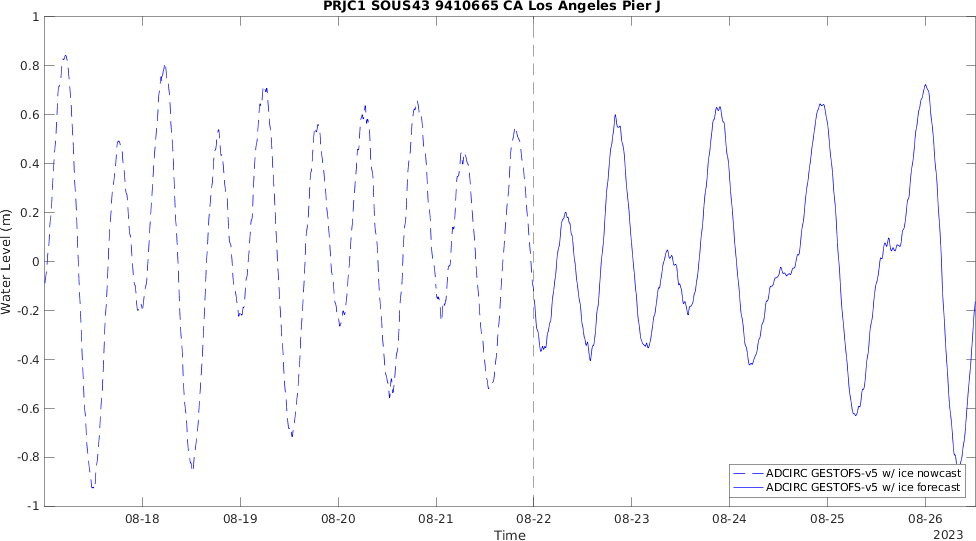 PRJC1 SOUS43 9410665 CA Los Angeles Pier J
1
0.8
0.6
0.4
0.2
0
-0.2
-0.4
-0.6
-0.8
-1
Water Level (m)
08-18 08-19 08-20 08-21 08-22 08-23 08-24 08-25 08-26
Time
2023
ADCIRC GESTOFS-v5 w/ ice nowcast
ADCIRC GESTOFS-v5 w/ ice forecast